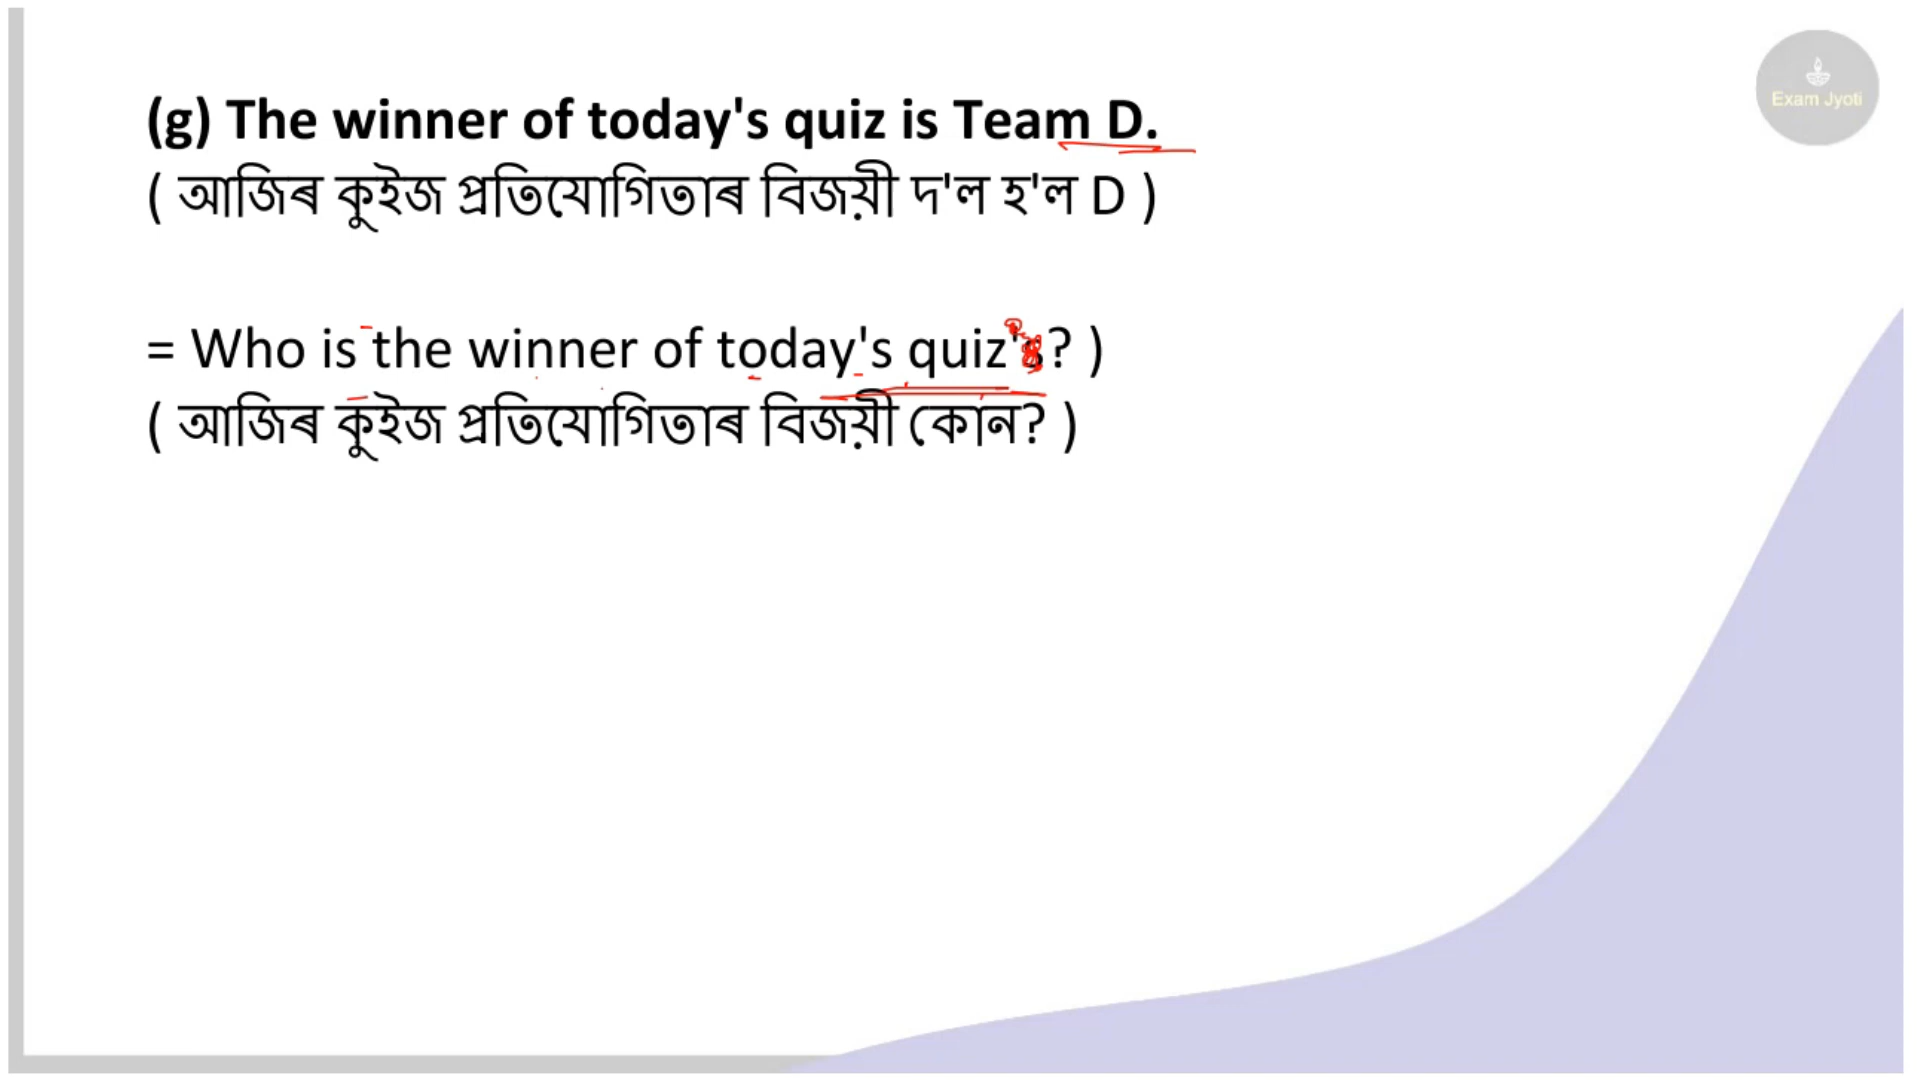 (g) The winner of today's quiz is Team D.
Exam Jyoti
( আজিৰ কুইজ প্ৰতিযোগিতাৰ বিজয়ী দ'ল হ'ল D )
= Who is the winner of today's quiz's? )
( আজিৰ কুইজ প্ৰতিযোগিতাৰ বিজয়ী কোন? )